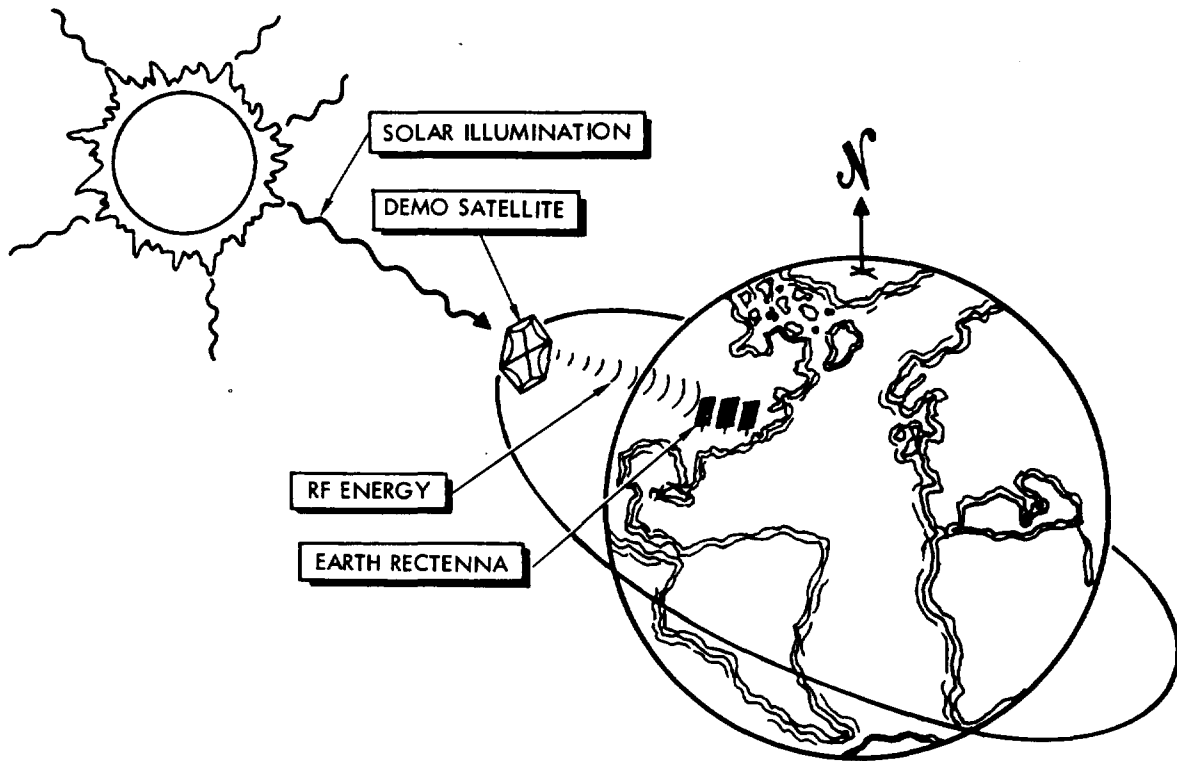 SOLAR ILLUMINATION
DEMO SATELLITE
N
RF ENERGY
EARTH RECTENNA